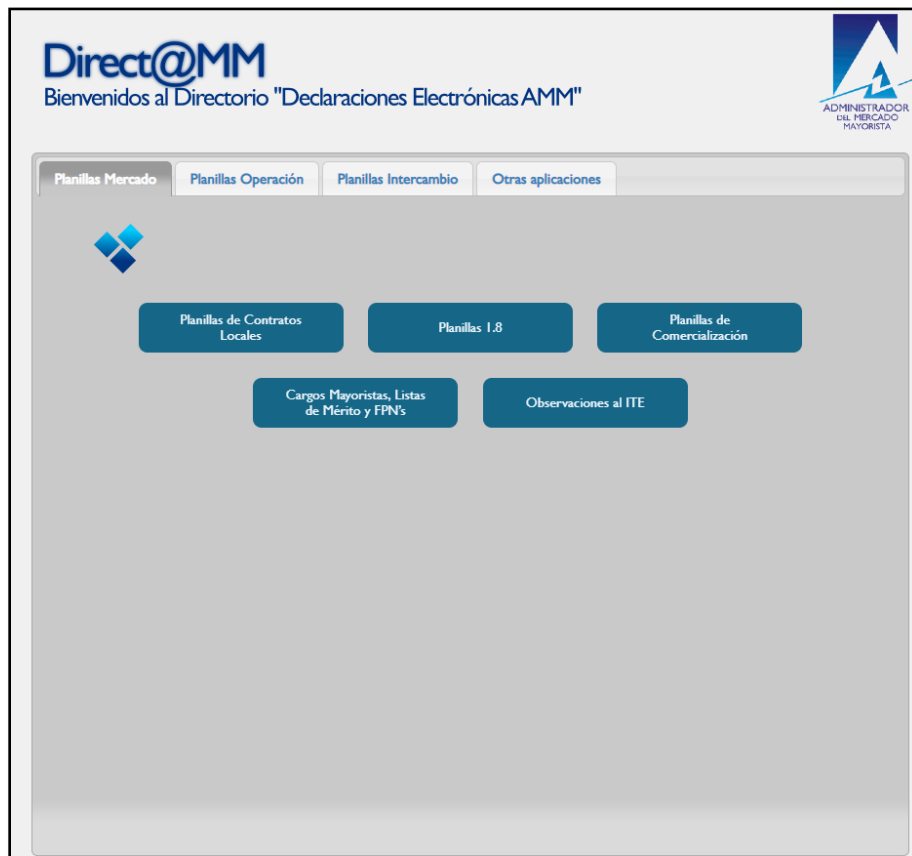 Direct@MM
Bienvenidos al Directorio "Declaraciones Electrónicas AMM"
ADMINISTRADOR
DEL MERCADO
MAYORISTA
Planillas Mercado
Planillas Operación
Planillas Intercambio
Otras aplicaciones
Planillas de Contratos
Locales
Planillas 1.8
Planillas de
Comercialización
Cargos Mayoristas, Listas
de Mérito y FPN's
Observaciones al ITE